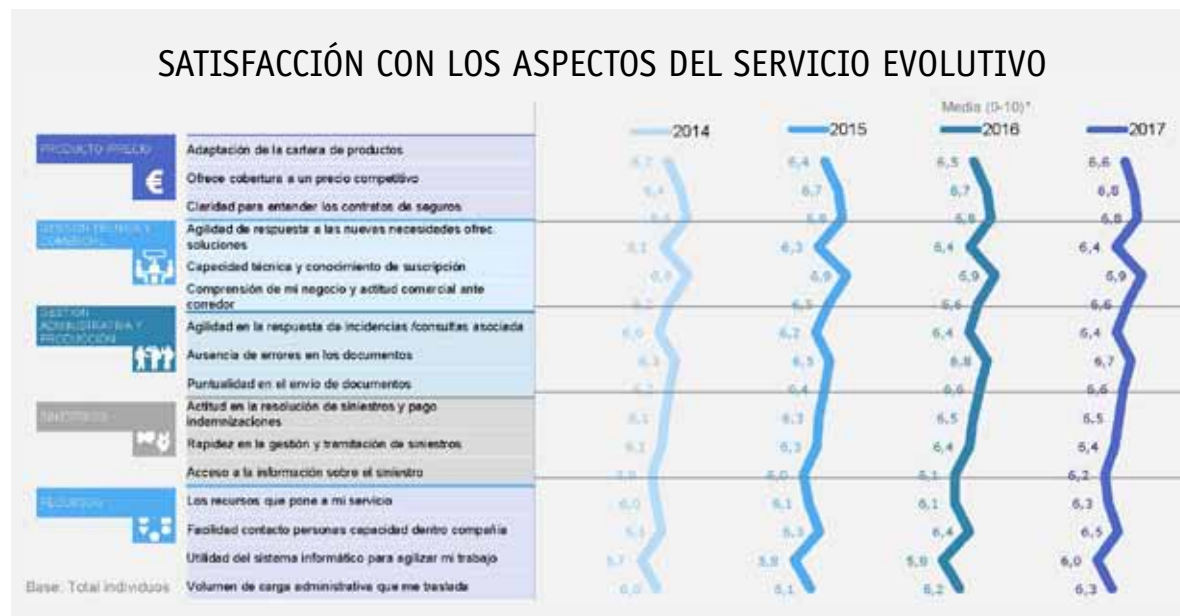 SATISFACCIÓN CON LOS ASPECTOS DEL SERVICIO EVOLUTIVO
Media (0-10)*
2014 2015 2016 2017
PRODUCTO /PRECIO
€
Adaptación de la cartera de productos 6,4 6,5 6,6
Ofrece cobertura a un precio competitivo 6,4 6,7 6,7 6,8
Claridad para entender los contratos de seguros 6,8 6,8 6,8
GESTIÓN TÉCNICA Y
COMERCIAL
Agilidad de respuesta a las nuevas necesidades ofrec.
soluciones 6,1 6,3 6,4 6,4
Capacidad técnica y conocimiento de suscripción 6,9 6,9 6,9 6,9
Comprensión de mi negocio y actitud comercial ante
corredor 6,5 6,6 6,6
GESTIÓN
ADMINISTRATIVA Y
PRODUCCIÓN
Agilidad en la respuesta de incidencias /consultas asociada 6,0 6,2 6,4 6,4
Ausencia de errores en los documentos 6,3 6,5 6,8 6,7
Puntualidad en el envío de documentos 6,2 6,4 6,6 6,6
SINIESTROS
Actitud en la resolución de siniestros y pago
indemnizaciones 6,1 6,3 6,5 6,5
Rapidez en la gestión y tramitación de siniestros 6,3 6,4 6,4
Acceso a la información sobre el siniestro 6,0 6,1 6,2
RECURSOS
Los recursos que pone a mi servicio 6,0 6,1 6,1 6,3
Facilidad contacto personas capacidad dentro compañía 6,3 6,4 6,5
Utilidad del sistema informático para agilizar mi trabajo 5,7 5,9 6,0
Volumen de carga administrativa que me traslada 6,0 6,1 6,2 6,3
Base: Total individuos